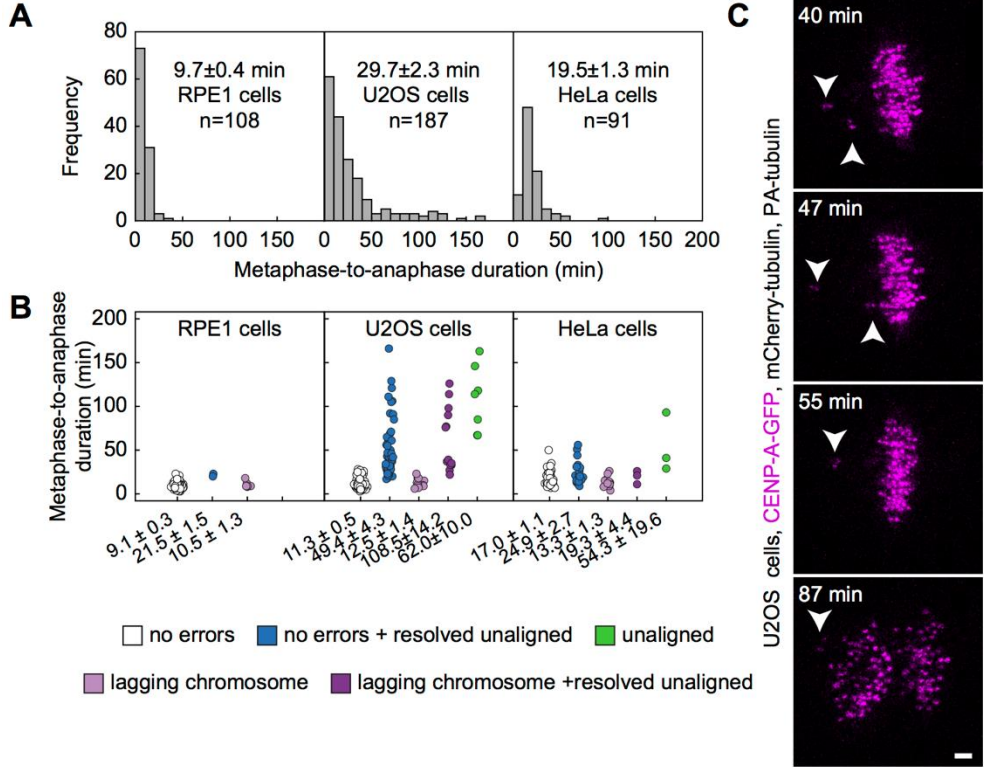 A
80
60
40
20
0
Frequency
9.7±0.4 min
RPE1 cells
n=108
29.7±2.3 min
U2OS cells
n=187
19.5±1.3 min
HeLa cells
n=91
0 50 100 150 0 50 100 150 0 50 100 150 200
Metaphase-to-anaphase duration (min)
B
200
150
100
50
0
Metaphase-to-anaphase
duration (min)
RPE1 cells
U2OS cells
HeLa cells
9.1 ± 0.3
21.5 ± 1.5
10.5 ± 1.3
11.3 ± 0.5
49.4 ± 4.3
12.5 ± 1.4
108.5±14.2
62.0±10.0
17.0 ± 1.1
24.9 ± 2.7
13.3 ± 1.3
19.3 ± 4.4
54.3 ± 19.6
no errors
no errors + resolved unaligned
unaligned
lagging chromosome
lagging chromosome +resolved unaligned
C
U2OS cells, CENP-A-GFP, mCherry-tubulin, PA-tubulin
40 min
47 min
55 min
87 min